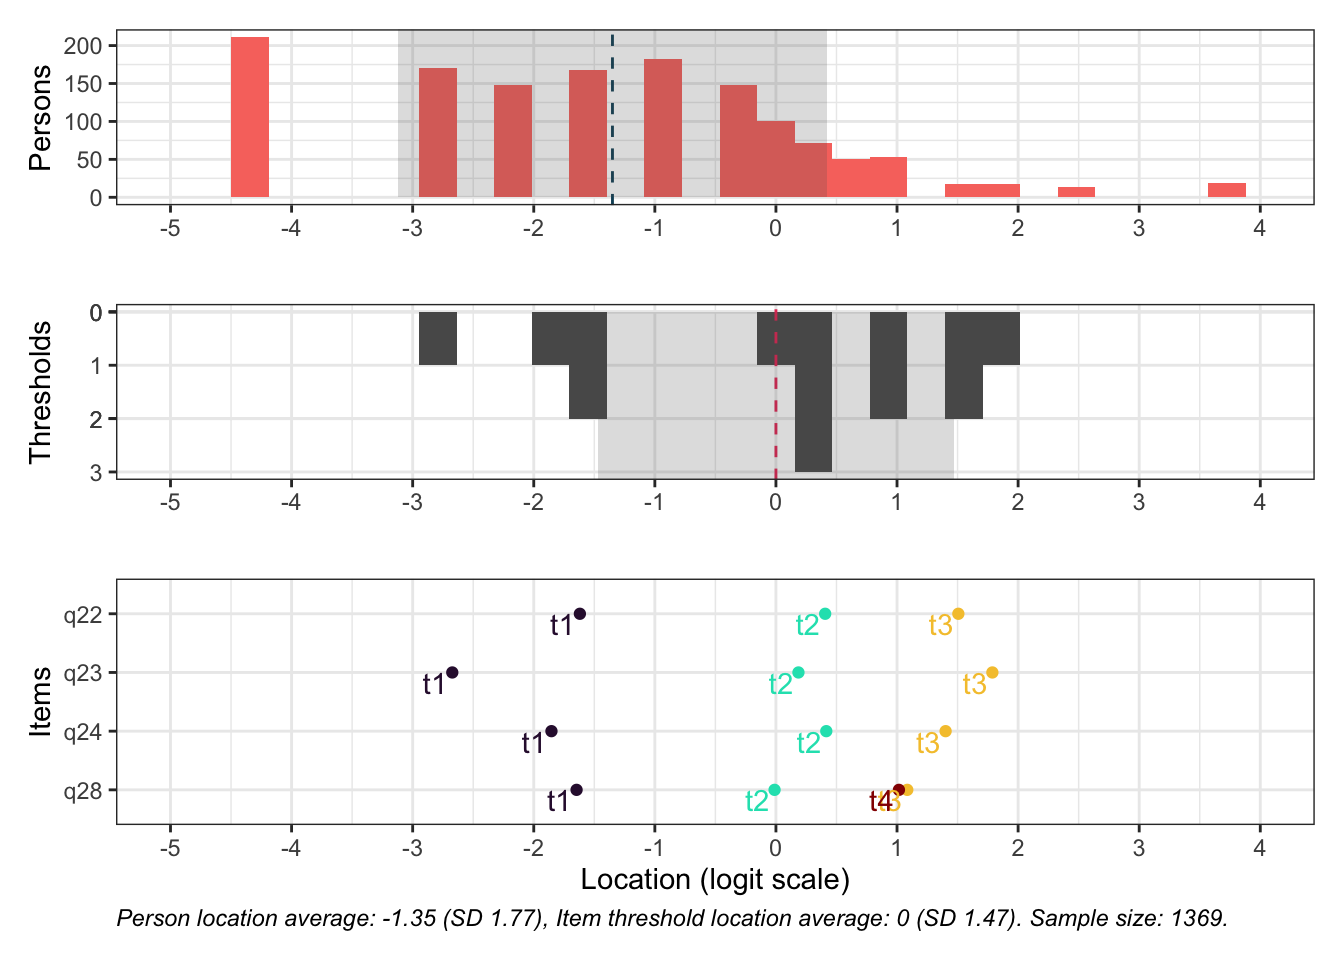 Persons
200
150
100
50
0
-5 -4 -3 -2 -1 0 1 2 3 4
Thresholds
0
1
2
3
-5 -4 -3 -2 -1 0 1 2 3 4
Items
q22 t1 t2 t3
q23 t1 t2 t3
q24 t1 t2 t3
q28 t1 t2 t4 t3
-5 -4 -3 -2 -1 0 1 2 3 4
Location (logit scale)
Person location average: -1.35 (SD 1.77), Item threshold location average: 0 (SD 1.47). Sample size: 1369.